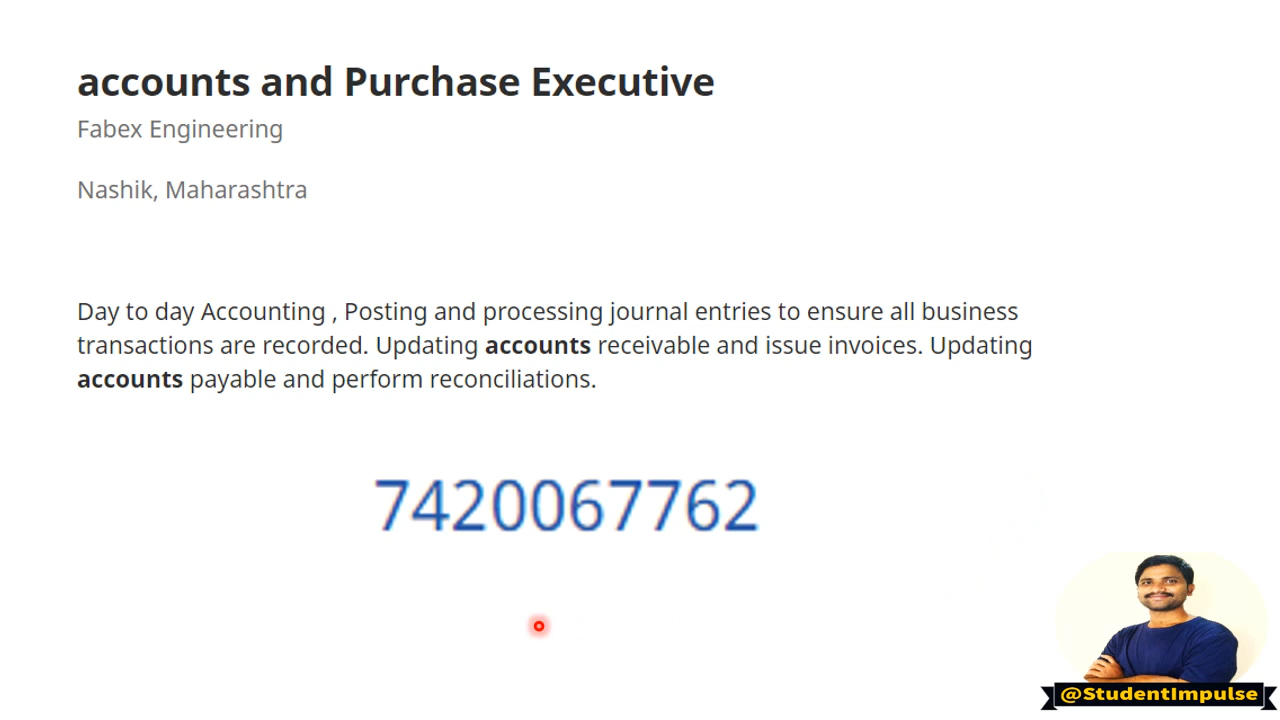 accounts and Purchase Executive
Fabex Engineering
Nashik, Maharashtra
Day to day Accounting , Posting and processing journal entries to ensure all business
transactions are recorded. Updating accounts receivable and issue invoices. Updating
accounts payable and perform reconciliations.
7420067762
@StudentImpulse